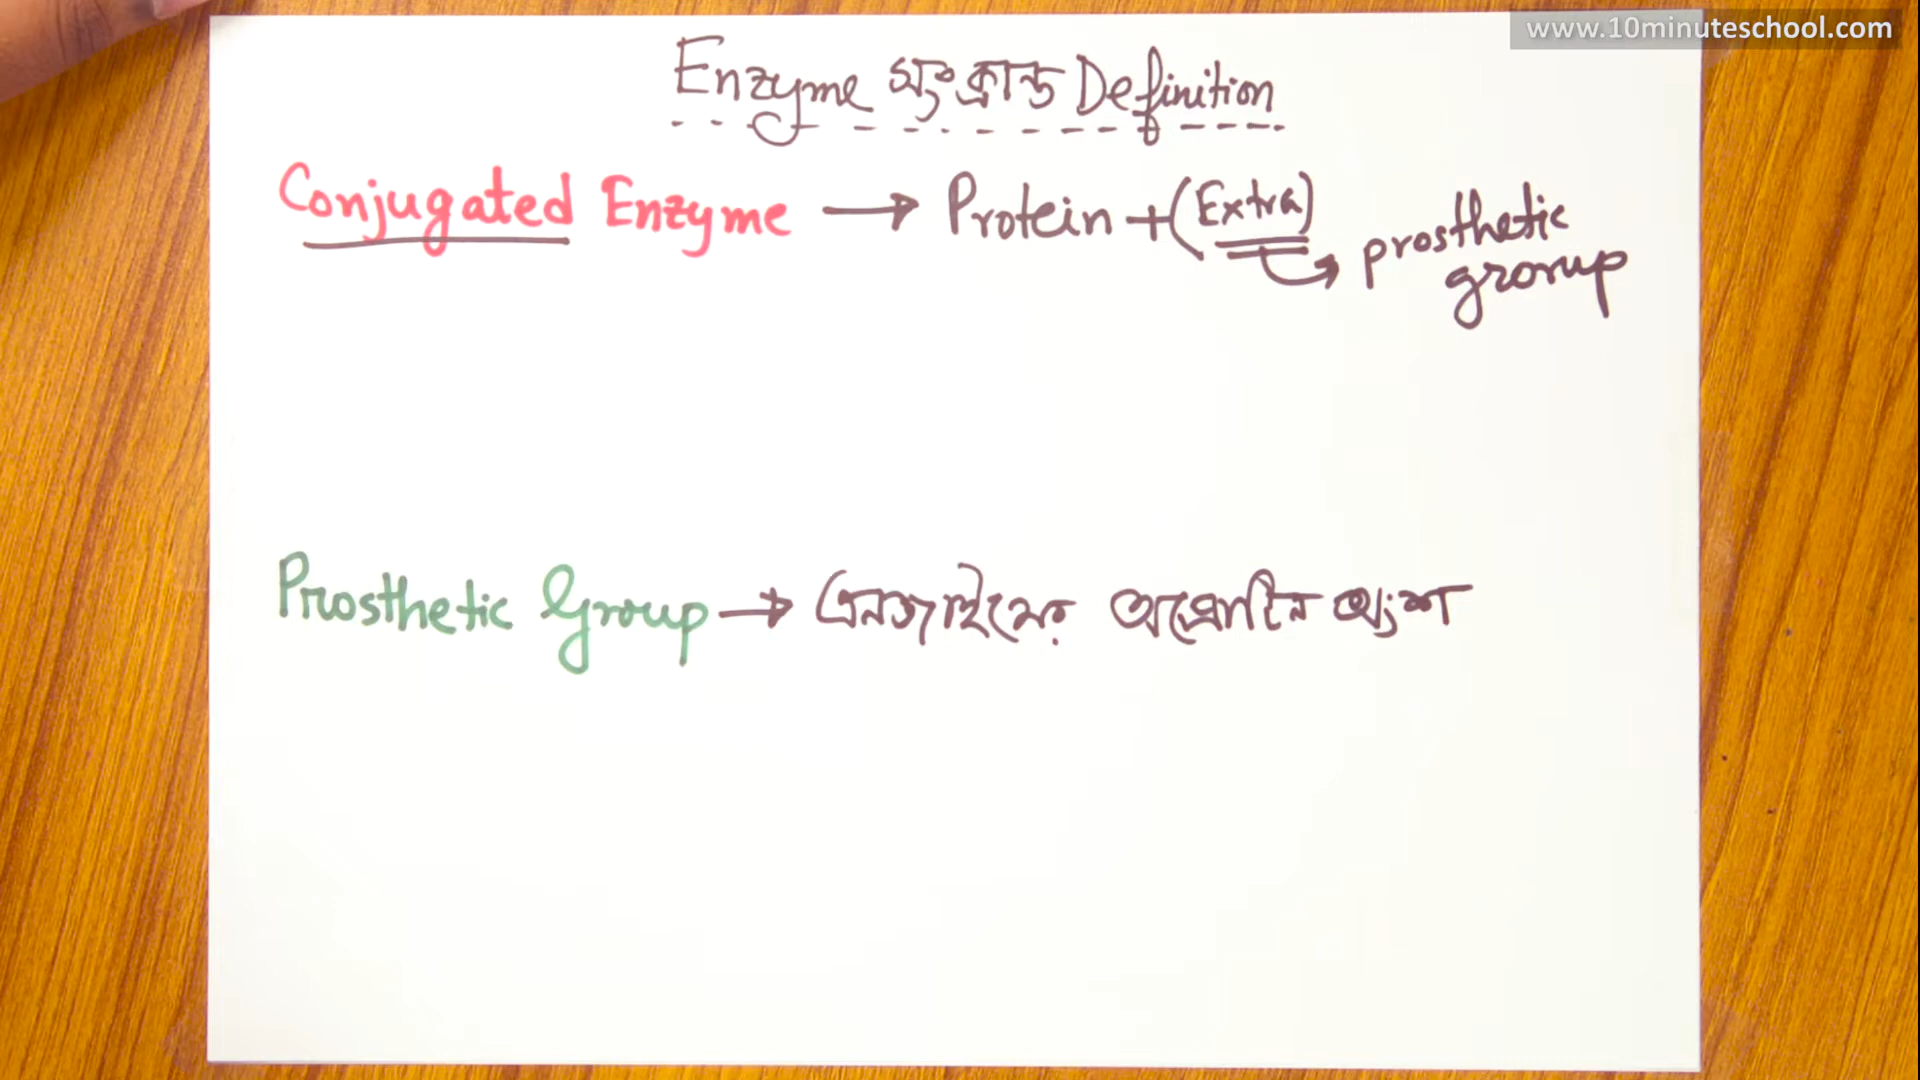 www.10minuteschool.com
Enzyme সংক্রান্ত Definition
Conjugated Enzyme → Protein + (Extra)
prosthetic
group
Prosthetic Group → এনজাইমের অপ্রোটিন অংশ